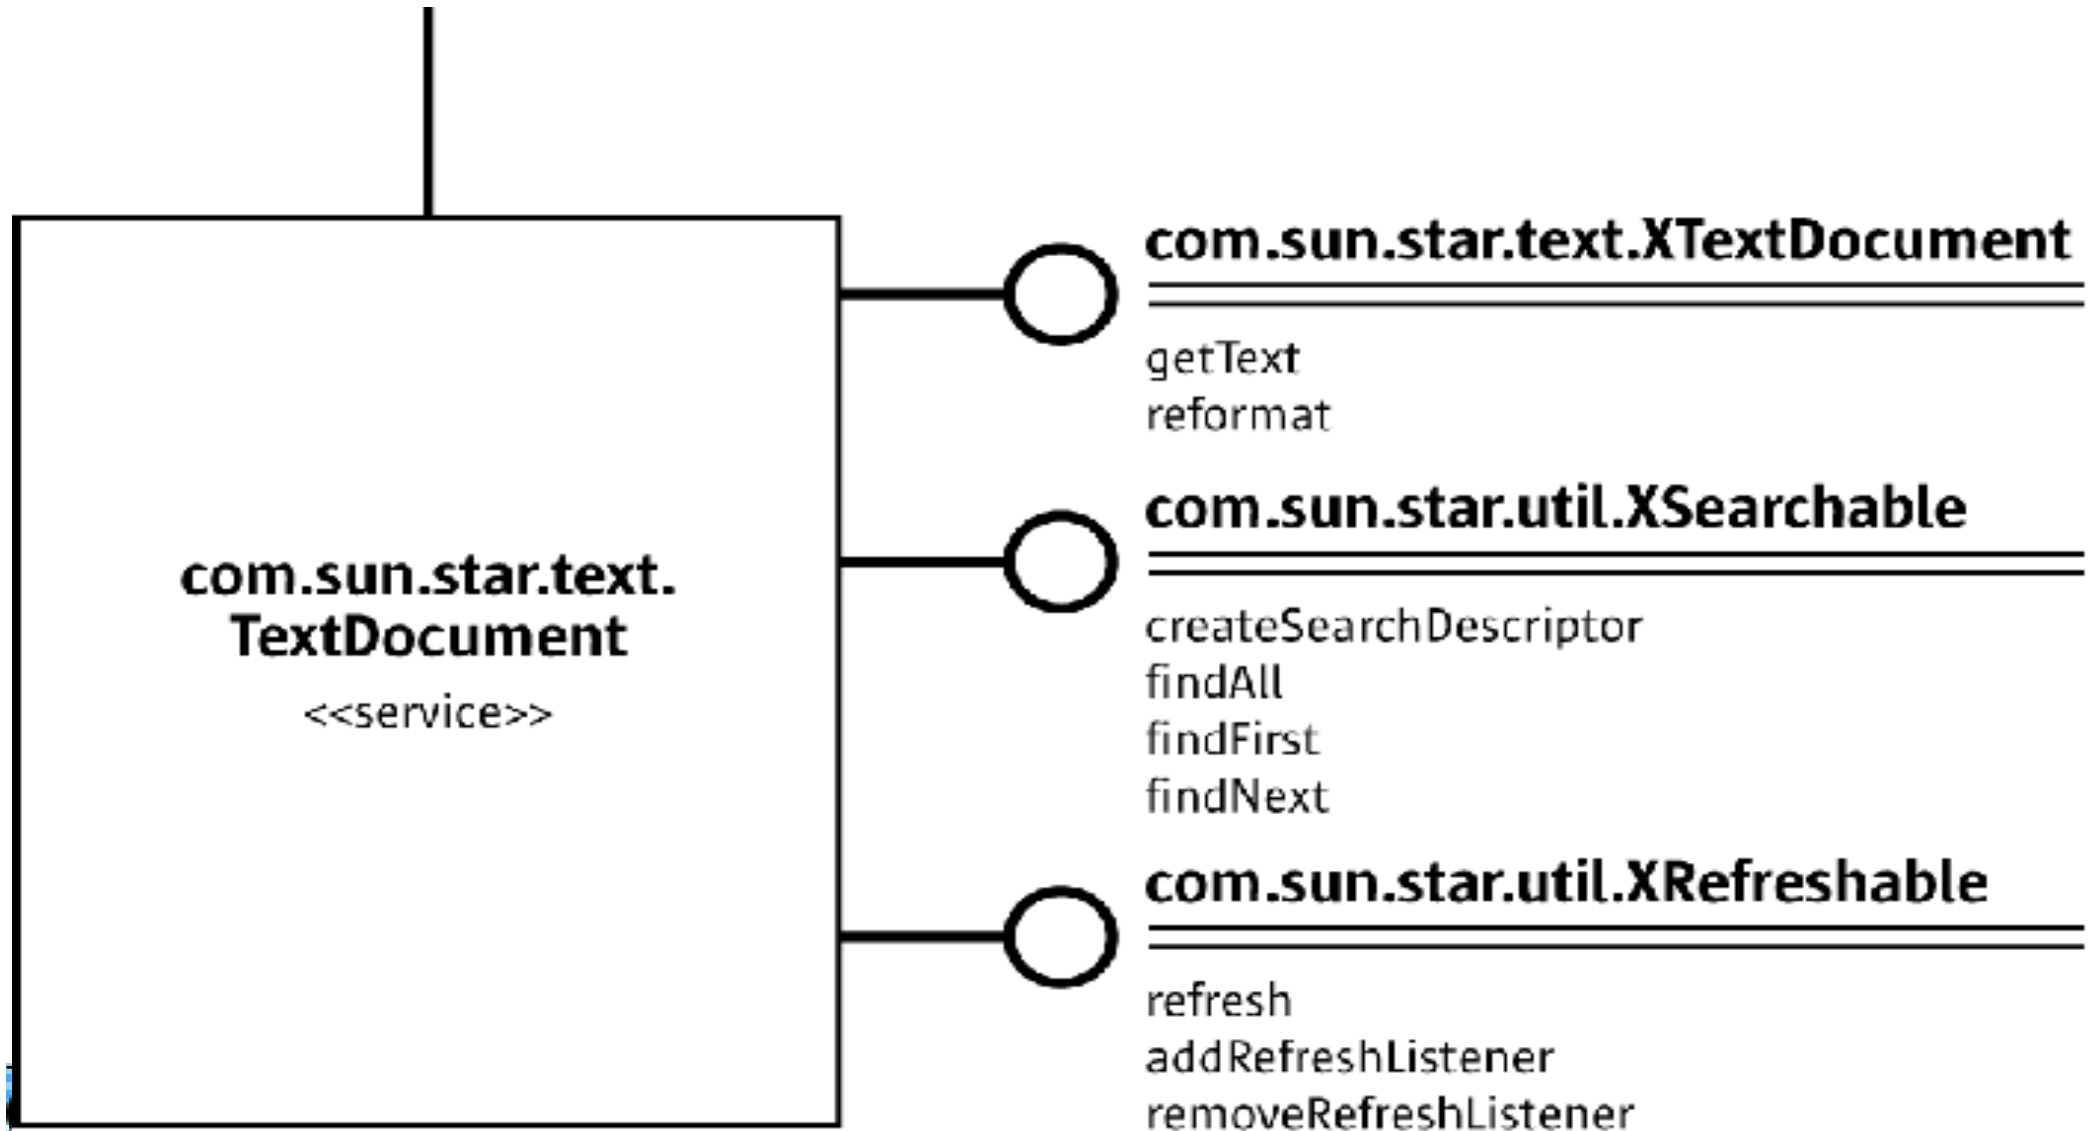 com.sun.star.text.
TextDocument
<<service>>
com.sun.star.text.XTextDocument
getText
reformat
com.sun.star.util.XSearchable
createSearchDescriptor
findAll
findFirst
findNext
com.sun.star.util.XRefreshable
refresh
addRefreshListener
removeRefreshListener